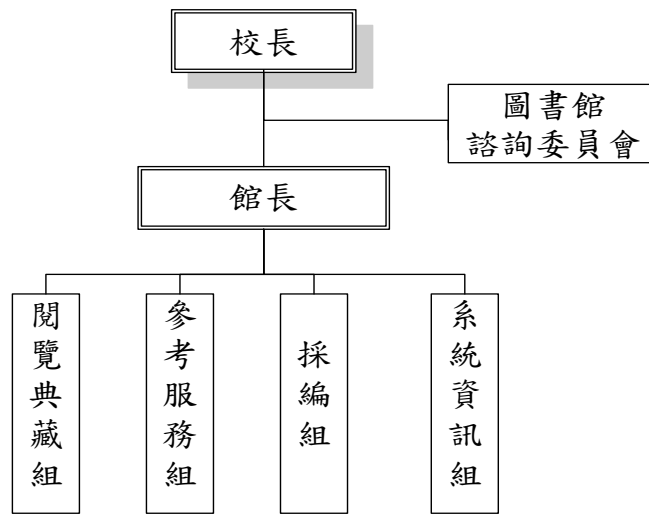 校長
圖書館
諮詢委員會
館長
閱覽典藏組
參考服務組
採編組
系統資訊組